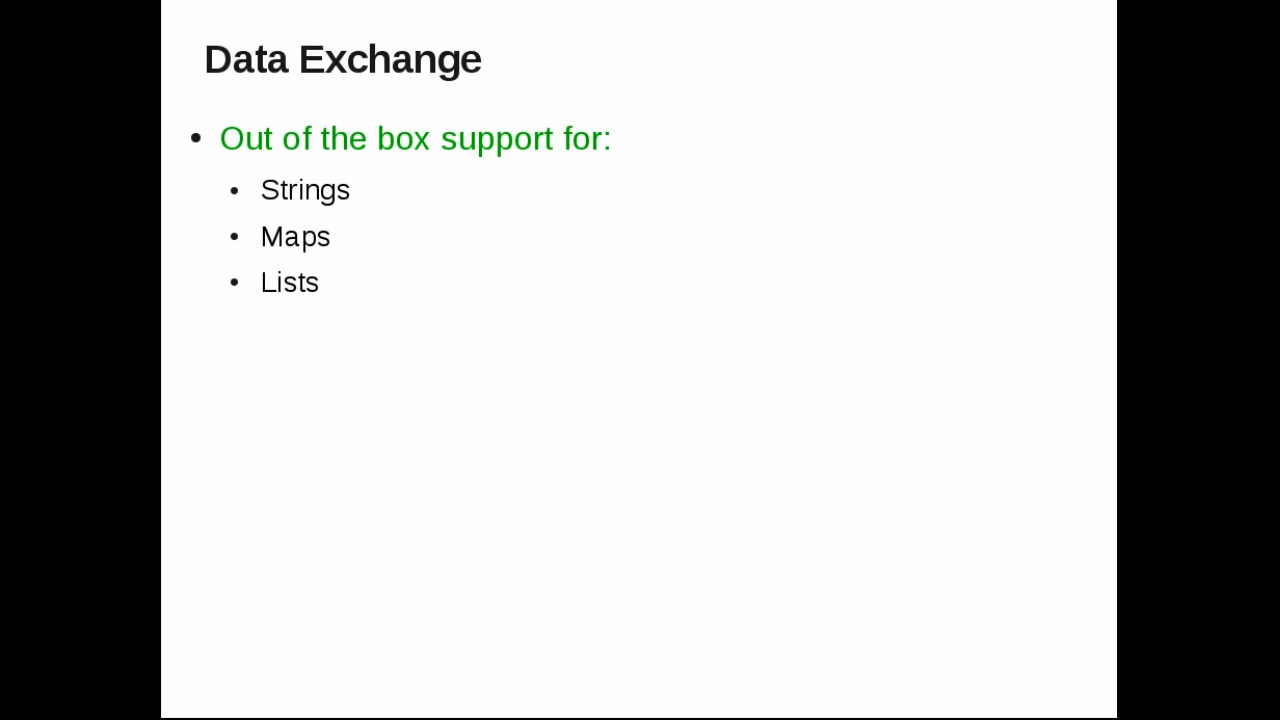 Data Exchange
• Out of the box support for:
• Strings
• Maps
• Lists